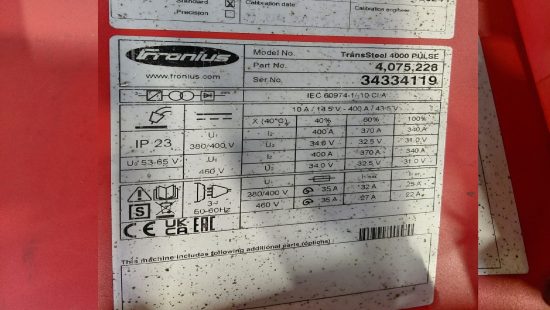 Standard
Calibration date:
Precision
Calibration engineer
Fronius
www.fronius.com
Model No. TransSteel 4000 PULSE
Part No. 4,075,228
Ser.No. 34334119
IEC 60974-1/-10 Cl.A
10 A / 14.5 V - 400 A / 43.5 V
X (40°C) 40% 60% 100%
IP 23
U1 380/400 V
I2 400 A 370 A 340 A
U2 34.0 V 32.5 V 31.0 V
U0 53-65 V
U1 460 V
I2 400 A 370 A 340 A
U2 34.0 V 32.5 V 31.0 V
3~
50-60Hz
380/400 V 35 A 32 A 25 A
460 V 35 A 27 A 22 A
S
CE UK CA EAC
This machine includes following additional parts (options)